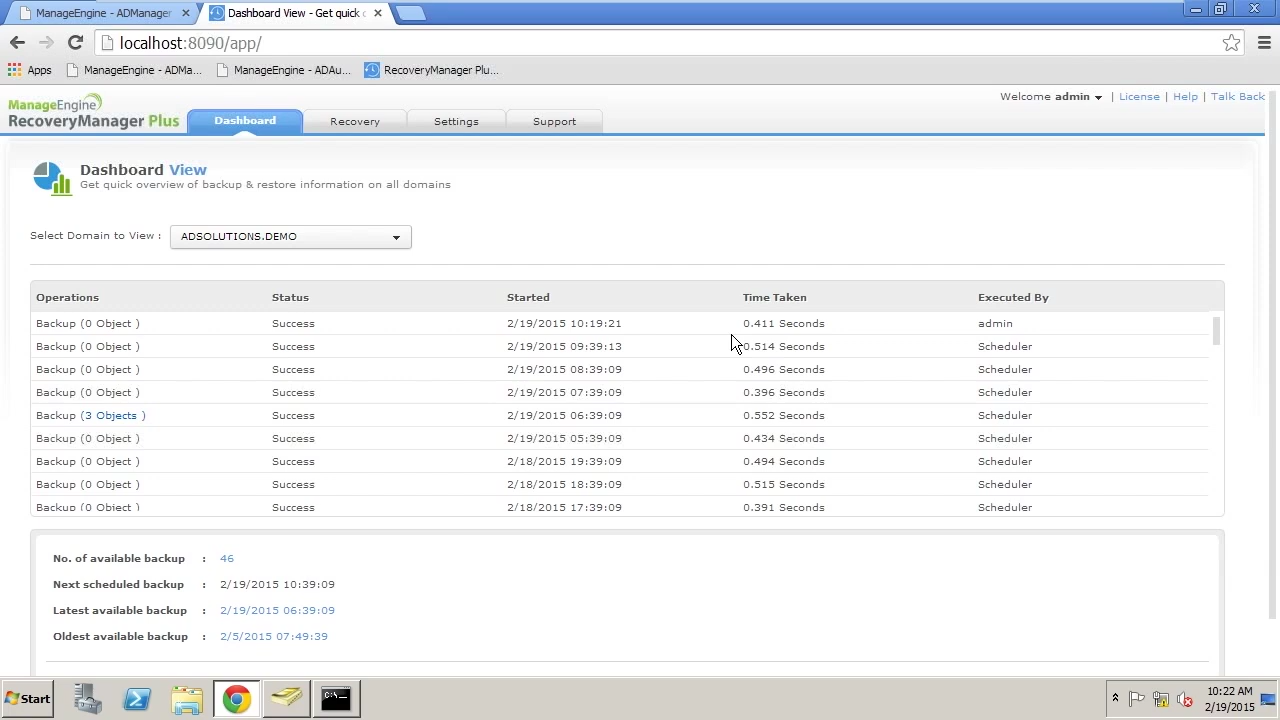 ManageEngine - ADManager
Dashboard View - Get quick
localhost:8090/app/
Apps
ManageEngine - ADMa...
ManageEngine - ADAu...
RecoveryManager Plu...
ManageEngine
RecoveryManager Plus
Dashboard
Recovery
Settings
Support
Welcome admin | License | Help | Talk Back
Dashboard View
Get quick overview of backup & restore information on all domains
Select Domain to View : ADSOLUTIONS.DEMO
Operations Status Started Time Taken Executed By
Backup (0 Object ) Success 2/19/2015 10:19:21 0.411 Seconds admin
Backup (0 Object ) Success 2/19/2015 09:39:13 0.514 Seconds Scheduler
Backup (0 Object ) Success 2/19/2015 08:39:09 0.496 Seconds Scheduler
Backup (0 Object ) Success 2/19/2015 07:39:09 0.396 Seconds Scheduler
Backup (3 Objects ) Success 2/19/2015 06:39:09 0.552 Seconds Scheduler
Backup (0 Object ) Success 2/19/2015 05:39:09 0.434 Seconds Scheduler
Backup (0 Object ) Success 2/18/2015 19:39:09 0.494 Seconds Scheduler
Backup (0 Object ) Success 2/18/2015 18:39:09 0.515 Seconds Scheduler
Backup (0 Object ) Success 2/18/2015 17:39:09 0.391 Seconds Scheduler
No. of available backup : 46
Next scheduled backup : 2/19/2015 10:39:09
Latest available backup : 2/19/2015 06:39:09
Oldest available backup : 2/5/2015 07:49:39
Start
10:22 AM
2/19/2015